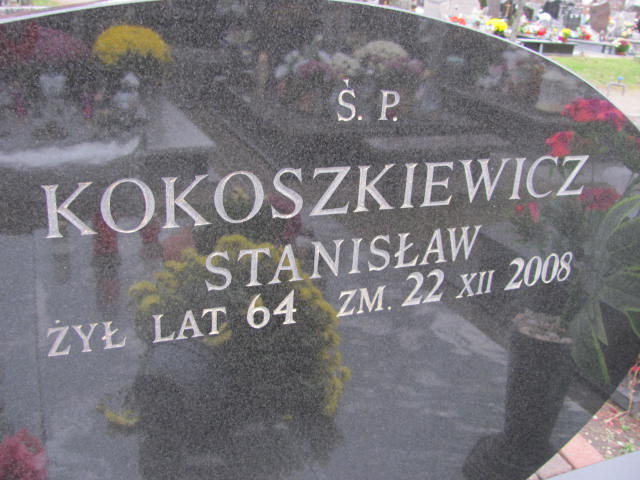 Ś. P.
KOKOSZKIEWICZ
STANISŁAW
ŻYŁ LAT 64 ZM. 22 XII 2008